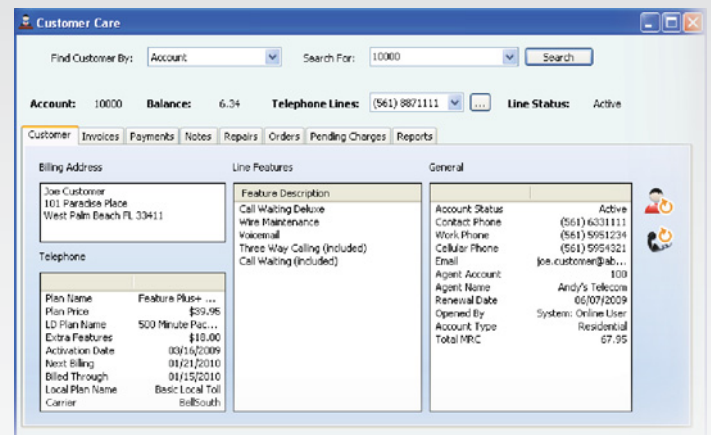 Customer Care
Find Customer By: Account Search For: 10000 Search
Account: 10000 Balance: 6.34 Telephone Lines: (561) 8871111 ... Line Status: Active
Customer Invoices Payments Notes Repairs Orders Pending Charges Reports
Billing Address
Joe Customer
101 Paradise Place
West Palm Beach FL 33411
Telephone
Plan Name Feature Plus+ ...
Plan Price $39.95
LD Plan Name 500 Minute Pac...
Extra Features $18.00
Activation Date 03/16/2009
Next Billing 01/21/2010
Billed Through 01/15/2010
Local Plan Name Basic Local Toll
Carrier BellSouth
Line Features
Feature Description
Call Waiting Deluxe
Wire Maintenance
Voicemail
Three Way Calling (included)
Call Waiting (included)
General
Account Status Active
Contact Phone (561) 6331111
Work Phone (561) 5951234
Cellular Phone (561) 5954321
Email joe.customer@ab...
Agent Account 100
Agent Name Andy's Telecom
Renewal Date 06/07/2009
Opened By System: Online User
Account Type Residential
Total MRC 67.95